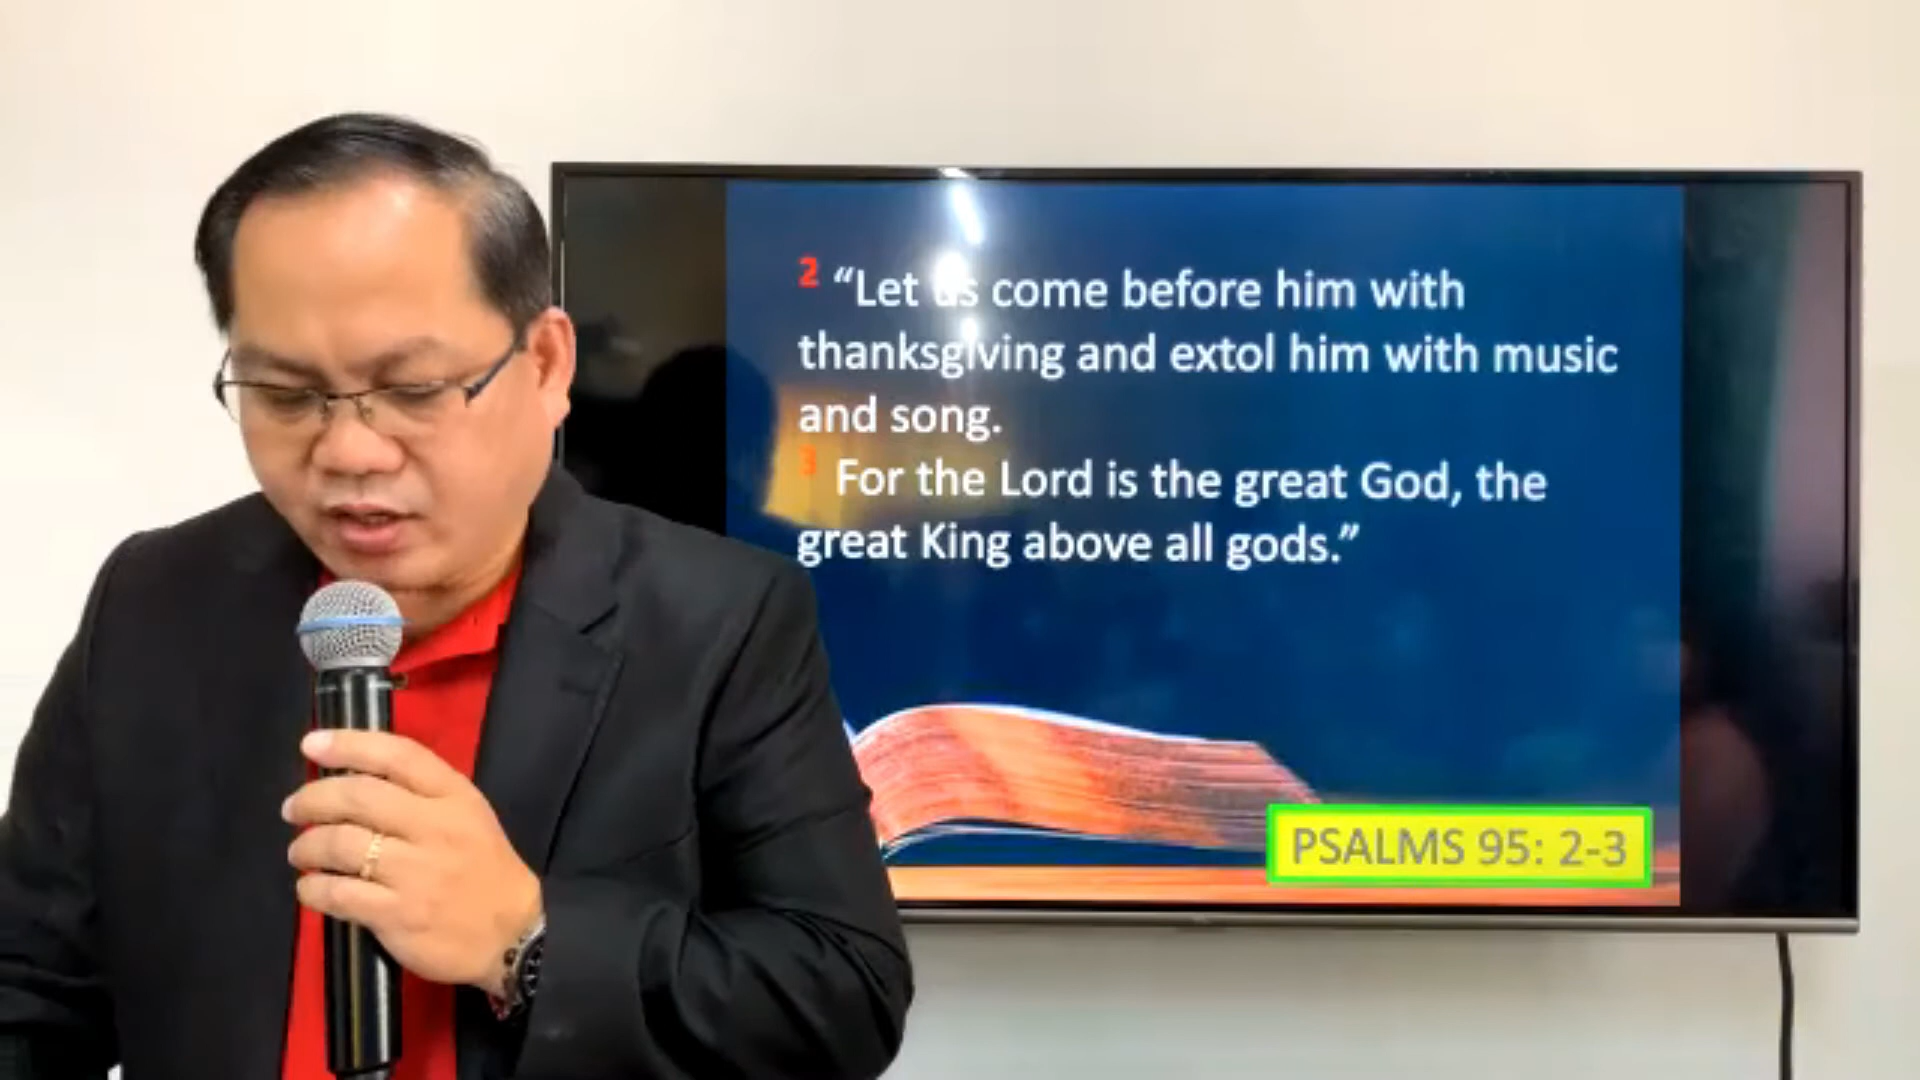 2 “Let us come before him with
thanksgiving and extol him with music
and song.
3 For the Lord is the great God, the
great King above all gods.”
PSALMS 95: 2-3